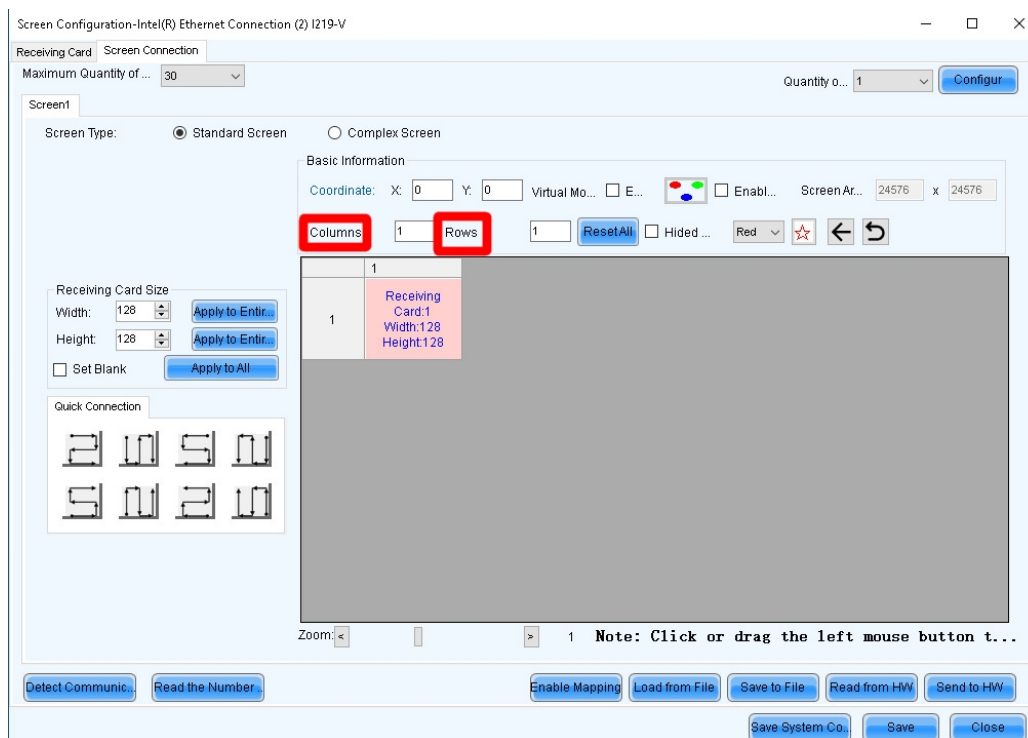 Screen Configuration-Intel(R) Ethernet Connection (2) I219-V
Receiving Card Screen Connection
Maximum Quantity of ... 30
Quantity o... 1 Configur
Screen1
Screen Type: Standard Screen Complex Screen
Basic Information
Coordinate: X: 0 Y: 0 Virtual Mo... E... Enabl... Screen Ar... 24576 x 24576
Columns 1 Rows 1 ResetAll Hided ... Red
1
Receiving Card Size
Width: 128 Apply to Entir...
Height: 128 Apply to Entir...
Set Blank Apply to All
1
Receiving
Card:1
Width:128
Height:128
Quick Connection
Zoom: < > 1 Note: Click or drag the left mouse button t...
Detect Communic... Read the Number .. Enable Mapping Load from File Save to File Read from HW Send to HW
Save System Co.. Save Close